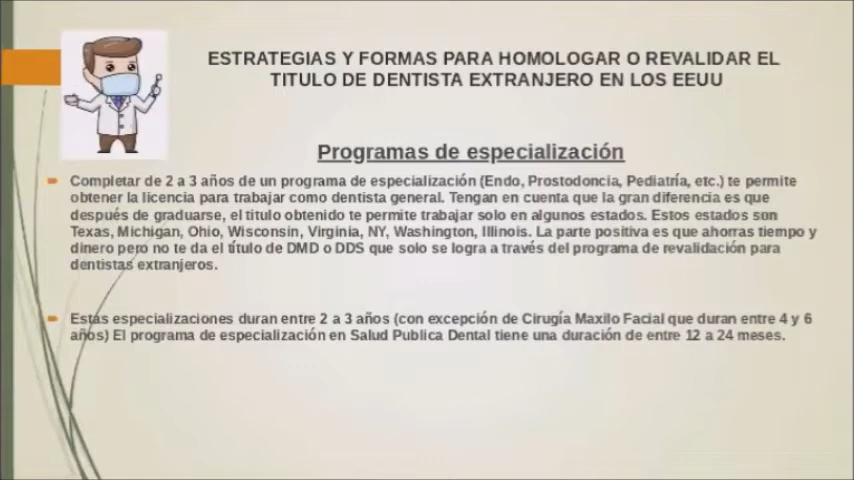 ESTRATEGIAS Y FORMAS PARA HOMOLOGAR O REVALIDAR EL
TITULO DE DENTISTA EXTRANJERO EN LOS EEUU
Programas de especialización
Completar de 2 a 3 años de un programa de especialización (Endo, Prostodoncia, Pediatría, etc.) te permite
obtener la licencia para trabajar como dentista general. Tengan en cuenta que la gran diferencia es que
después de graduarse, el titulo obtenido te permite trabajar solo en algunos estados. Estos estados son
Texas, Michigan, Ohio, Wisconsin, Virginia, NY, Washington, Illinois. La parte positiva es que ahorras tiempo y
dinero pero no te da el título de DMD o DDS que solo se logra a través del programa de revalidación para
dentistas extranjeros.
Estas especializaciones duran entre 2 a 3 años (con excepción de Cirugía Maxilo Facial que duran entre 4 y 6
años) El programa de especialización en Salud Publica Dental tiene una duración de entre 12 a 24 meses.